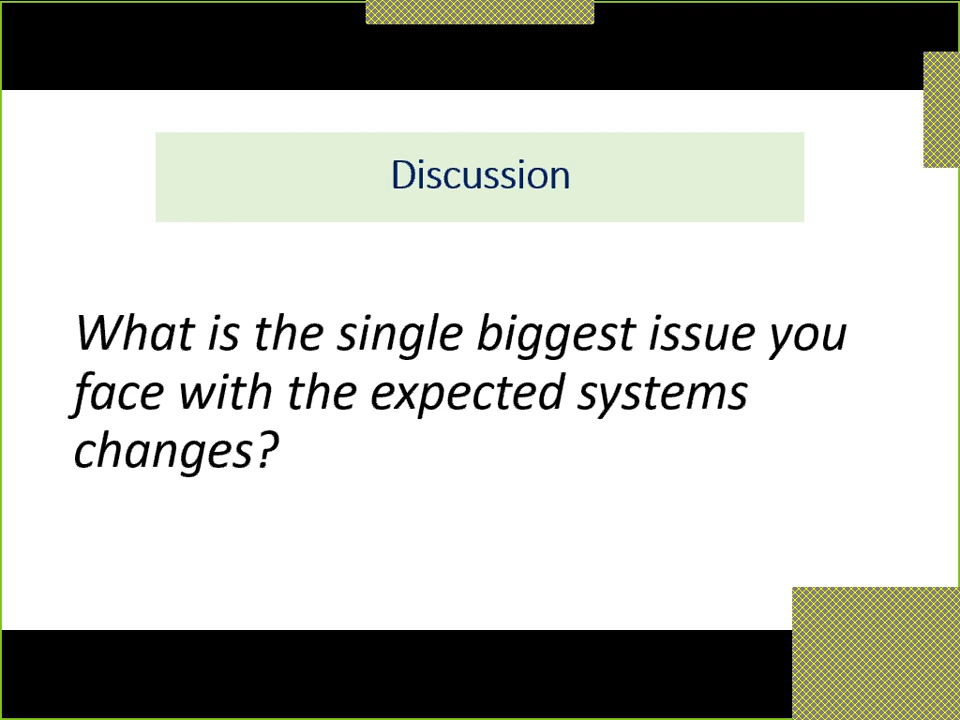 Discussion
What is the single biggest issue you
face with the expected systems
changes?